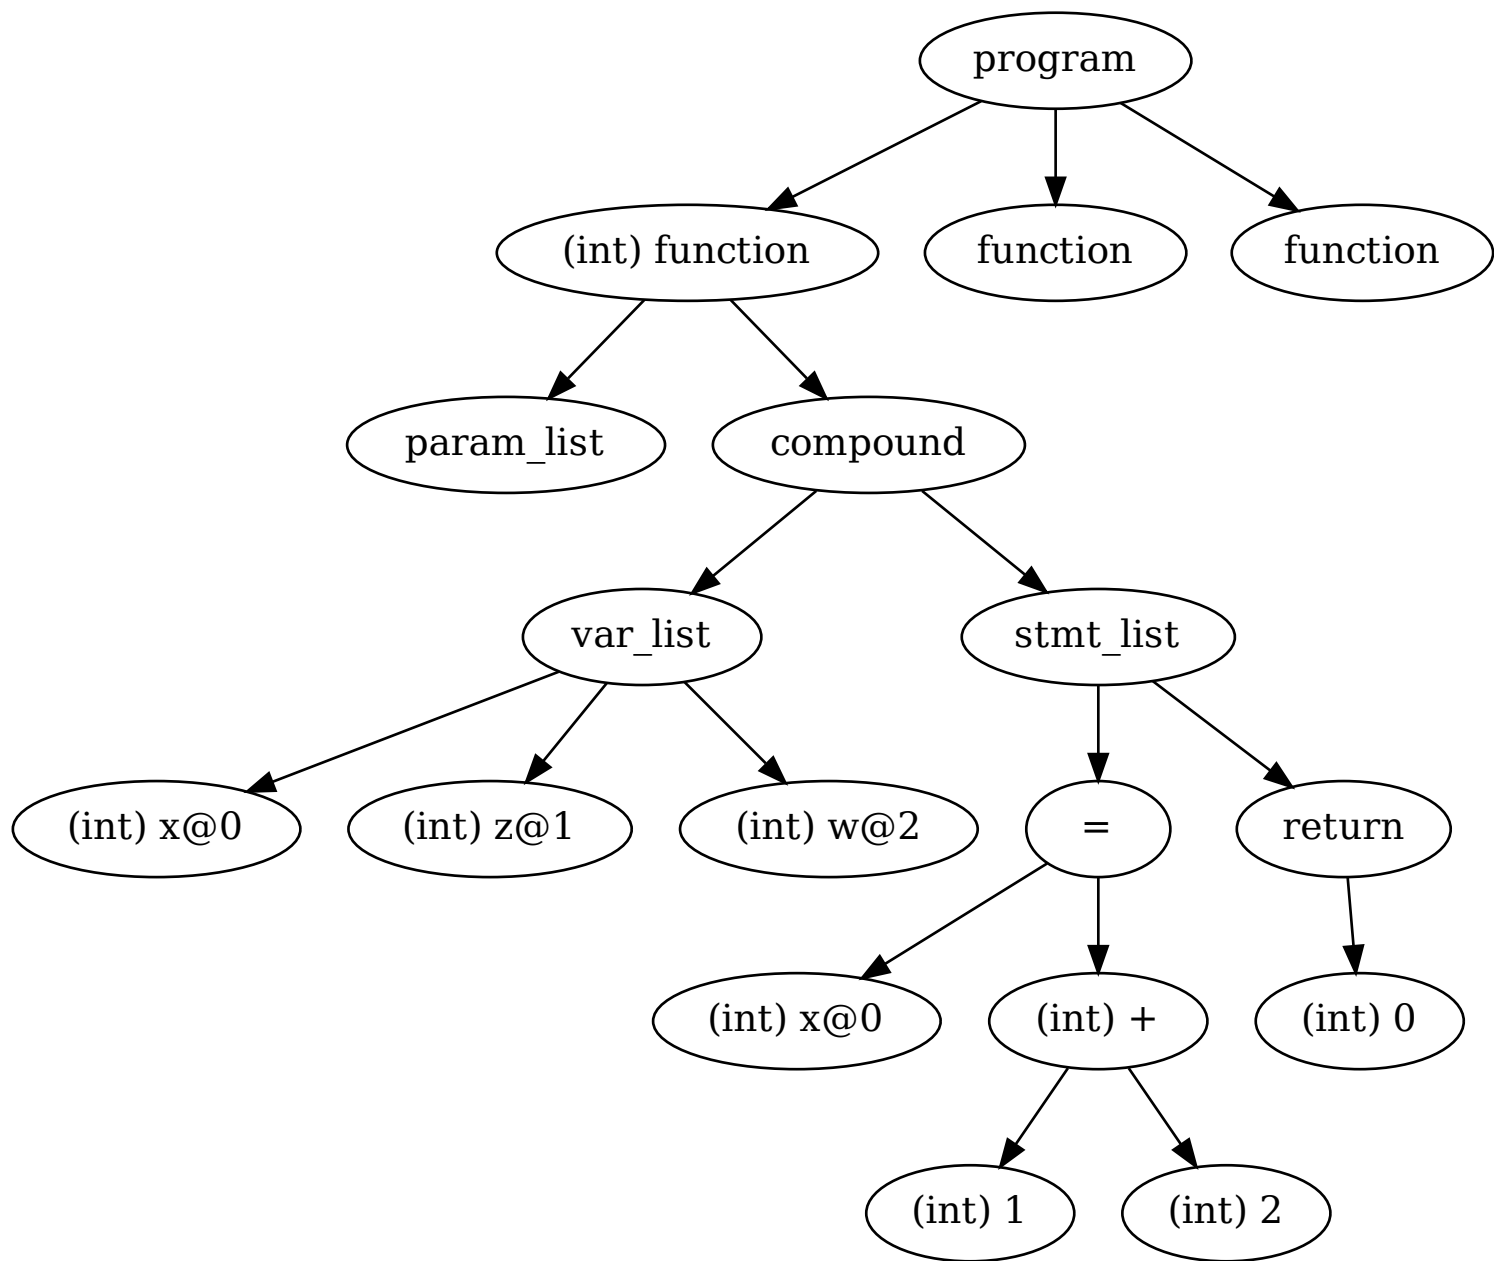 program
(int) function
function
function
param_list
compound
var_list
stmt_list
(int) x@0
(int) z@1
(int) w@2
=
return
(int) x@0
(int) +
(int) 0
(int) 1
(int) 2